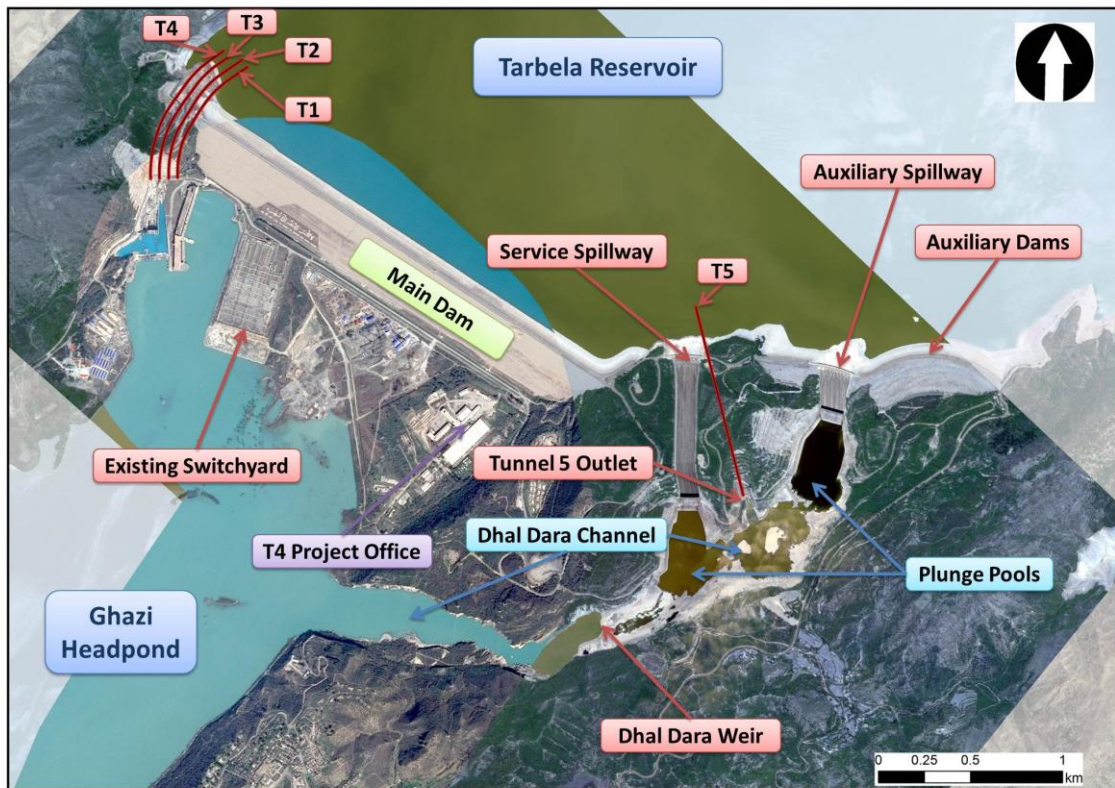 T4
T3
T2
T1
Tarbela Reservoir
Auxiliary Spillway
Service Spillway
Auxiliary Dams
T5
Main Dam
Existing Switchyard
Tunnel 5 Outlet
T4 Project Office
Dhal Dara Channel
Plunge Pools
Ghazi
Headpond
Dhal Dara Weir
0 0.25 0.5 1
km